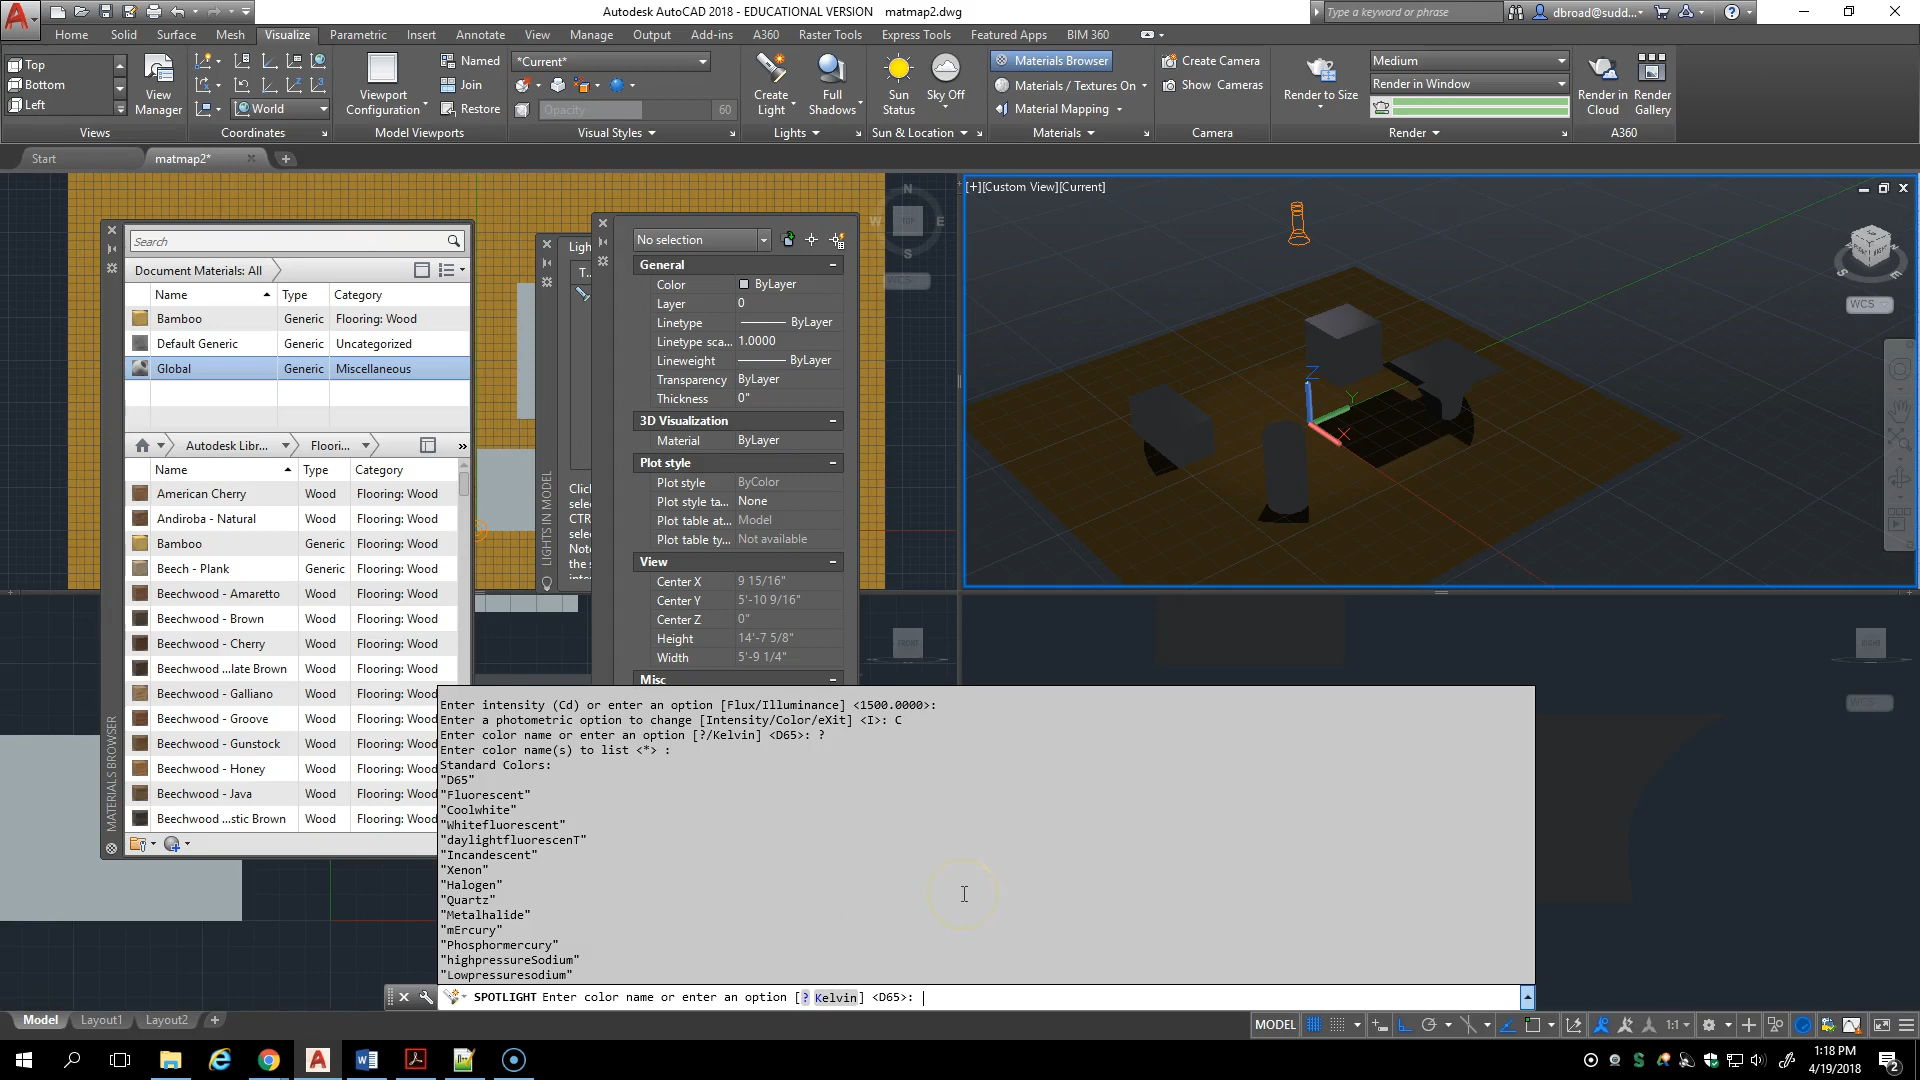 Autodesk AutoCAD 2018 - EDUCATIONAL VERSION matmap2.dwg
Type a keyword or phrase
dbroad@sudd...
Home Solid Surface Mesh Visualize Parametric Insert Annotate View Manage Output Add-ins A360 Raster Tools Express Tools Featured Apps BIM 360
Top
Bottom
Left
View Manager
Views
World
Coordinates
Viewport Configuration
Named
Join
Restore
Model Viewports
*Current*
Opacity 60
Visual Styles
Create Light
Full Shadows
Lights
Sun Status
Sky Off
Sun & Location
Materials Browser
Materials / Textures On
Material Mapping
Materials
Create Camera
Show Cameras
Camera
Render to Size
Medium
Render in Window
Render
Render in Cloud
Render Gallery
A360
Start
matmap2*
[+][Custom View][Current]
N
W
TOP
E
S
WCS
Z
Y
X
Search
Document Materials: All
Name Type Category
Bamboo Generic Flooring: Wood
Default Generic Generic Uncategorized
Global Generic Miscellaneous
Autodesk Libr... Floori... »
Name Type Category
American Cherry Wood Flooring: Wood
Andiroba - Natural Wood Flooring: Wood
Bamboo Generic Flooring: Wood
Beech - Plank Generic Flooring: Wood
Beechwood - Amaretto Wood Flooring: Wood
Beechwood - Brown Wood Flooring: Wood
Beechwood - Cherry Wood Flooring: Wood
Beechwood ...late Brown Wood Flooring: Wood
Beechwood - Galliano Wood Flooring: Wood
Beechwood - Groove Wood Flooring: Wood
Beechwood - Gunstock Wood Flooring: Wood
Beechwood - Honey Wood Flooring: Wood
Beechwood - Java Wood Flooring: Wood
Beechwood ...stic Brown Wood Flooring: Wood
MATERIALS BROWSER
Ligh
T...
Clic
selec
CTR
selec
Note
the s
LIGHTS IN MODEL
No selection
General
Color ByLayer
Layer 0
Linetype ByLayer
Linetype sca... 1.0000
Lineweight ByLayer
Transparency ByLayer
Thickness 0"
3D Visualization
Material ByLayer
Plot style
Plot style ByColor
Plot style ta... None
Plot table at... Model
Plot table ty... Not available
View
Center X 9 15/16"
Center Y 5'-10 9/16"
Center Z 0"
Height 14'-7 5/8"
Width 5'-9 1/4"
Misc
FRONT
RIGHT
WCS
Enter intensity (Cd) or enter an option [Flux/Illuminance] <1500.0000>:
Enter a photometric option to change [Intensity/Color/eXit] <I>: C
Enter color name or enter an option [?/Kelvin] <D65>: ?
Enter color name(s) to list <*> :
Standard Colors:
"D65"
"Fluorescent"
"Coolwhite"
"Whitefluorescent"
"daylightfluorescenT"
"Incandescent"
"Xenon"
"Halogen"
"Quartz"
"Metalhalide"
"mErcury"
"Phosphormercury"
"highpressureSodium"
"Lowpressuresodium"
SPOTLIGHT Enter color name or enter an option [? Kelvin] <D65>:
Model Layout1 Layout2 +
MODEL
1:1
1:18 PM
4/19/2018
2